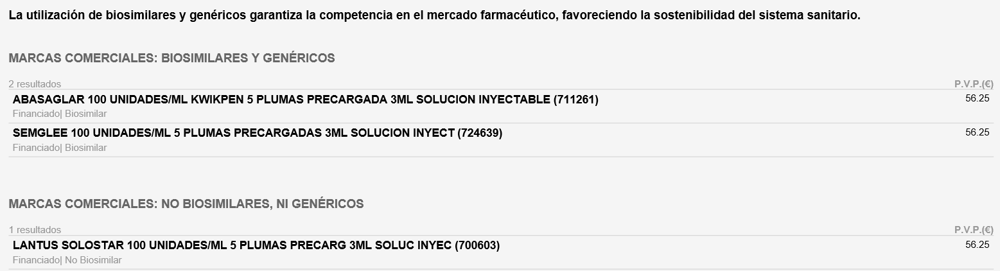 La utilización de biosimilares y genéricos garantiza la competencia en el mercado farmacéutico, favoreciendo la sostenibilidad del sistema sanitario.
MARCAS COMERCIALES: BIOSIMILARES Y GENÉRICOS
2 resultados P.V.P.(€)
ABASAGLAR 100 UNIDADES/ML KWIKPEN 5 PLUMAS PRECARGADA 3ML SOLUCION INYECTABLE (711261) 56.25
Financiado| Biosimilar
SEMGLEE 100 UNIDADES/ML 5 PLUMAS PRECARGADAS 3ML SOLUCION INYECT (724639) 56.25
Financiado| Biosimilar
MARCAS COMERCIALES: NO BIOSIMILARES, NI GENÉRICOS
1 resultados P.V.P.(€)
LANTUS SOLOSTAR 100 UNIDADES/ML 5 PLUMAS PRECARG 3ML SOLUC INYEC (700603) 56.25
Financiado| No Biosimilar